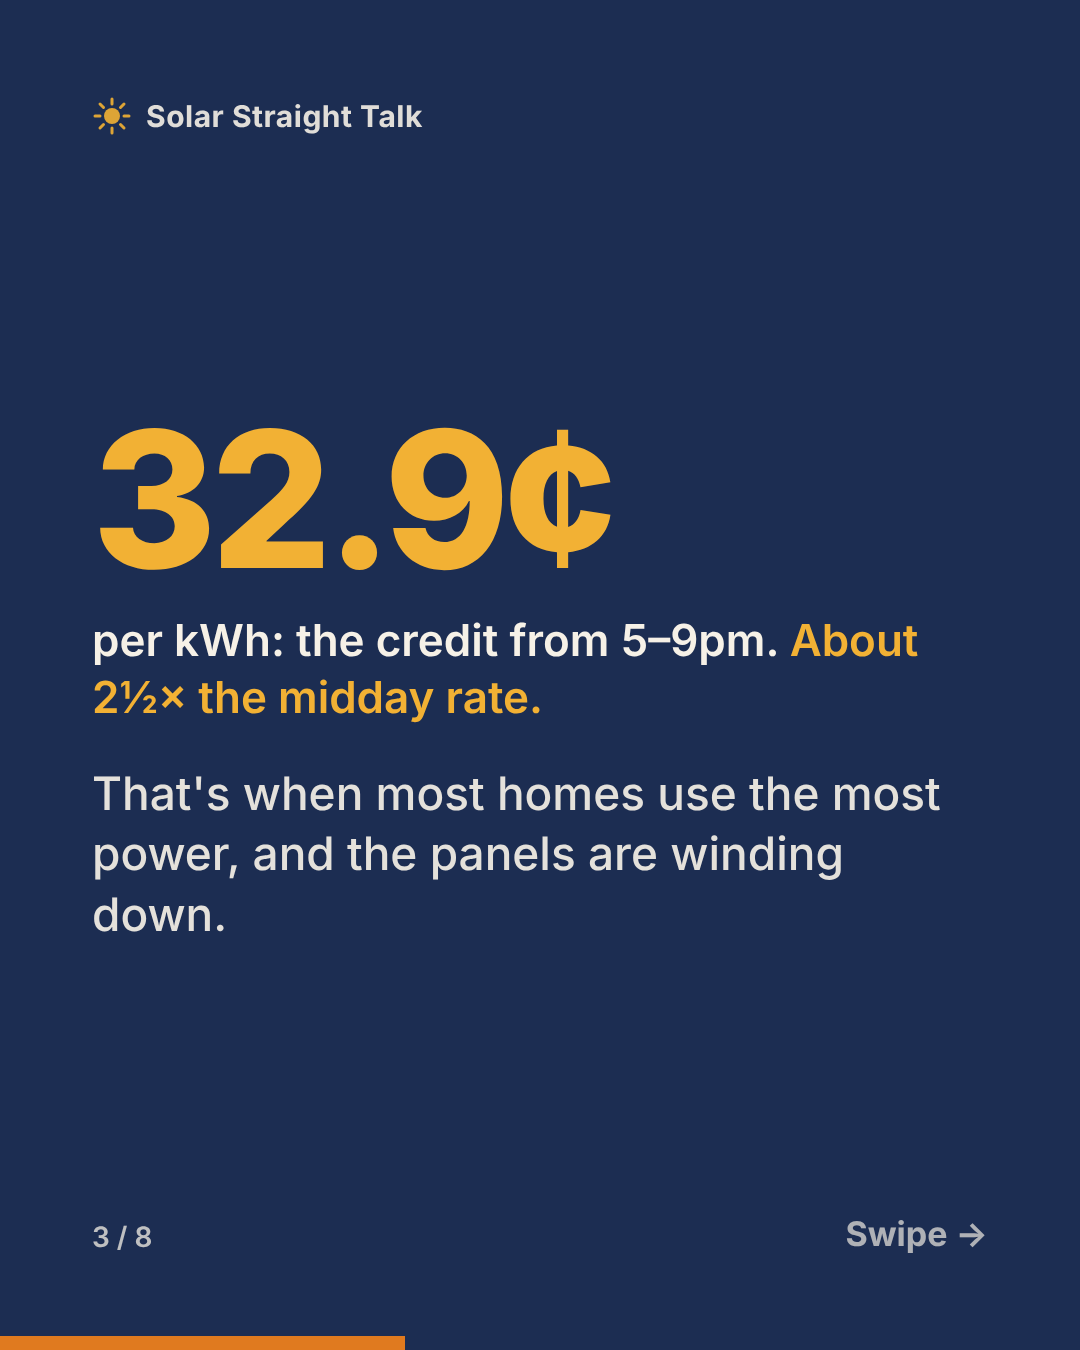 Solar Straight Talk
32.9¢
per kWh: the credit from 5–9pm. About
2½× the midday rate.
That's when most homes use the most
power, and the panels are winding
down.
3 / 8
Swipe →